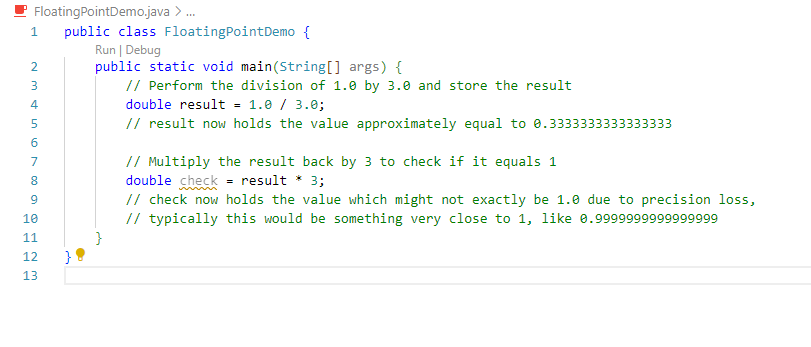 FloatingPointDemo.java > ...
1 public class FloatingPointDemo {
Run | Debug
2 public static void main(String[] args) {
3 // Perform the division of 1.0 by 3.0 and store the result
4 double result = 1.0 / 3.0;
5 // result now holds the value approximately equal to 0.3333333333333333
6
7 // Multiply the result back by 3 to check if it equals 1
8 double check = result * 3;
9 // check now holds the value which might not exactly be 1.0 due to precision loss,
10 // typically this would be something very close to 1, like 0.9999999999999999
11 }
12 }
13